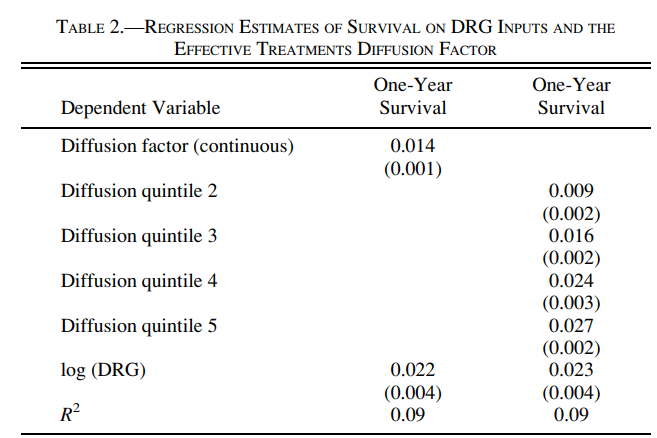 TABLE 2.—REGRESSION ESTIMATES OF SURVIVAL ON DRG INPUTS AND THE
EFFECTIVE TREATMENTS DIFFUSION FACTOR
One-Year One-Year
Dependent Variable Survival Survival
Diffusion factor (continuous) 0.014
(0.001)
Diffusion quintile 2 0.009
(0.002)
Diffusion quintile 3 0.016
(0.002)
Diffusion quintile 4 0.024
(0.003)
Diffusion quintile 5 0.027
(0.002)
log (DRG) 0.022 0.023
(0.004) (0.004)
R² 0.09 0.09